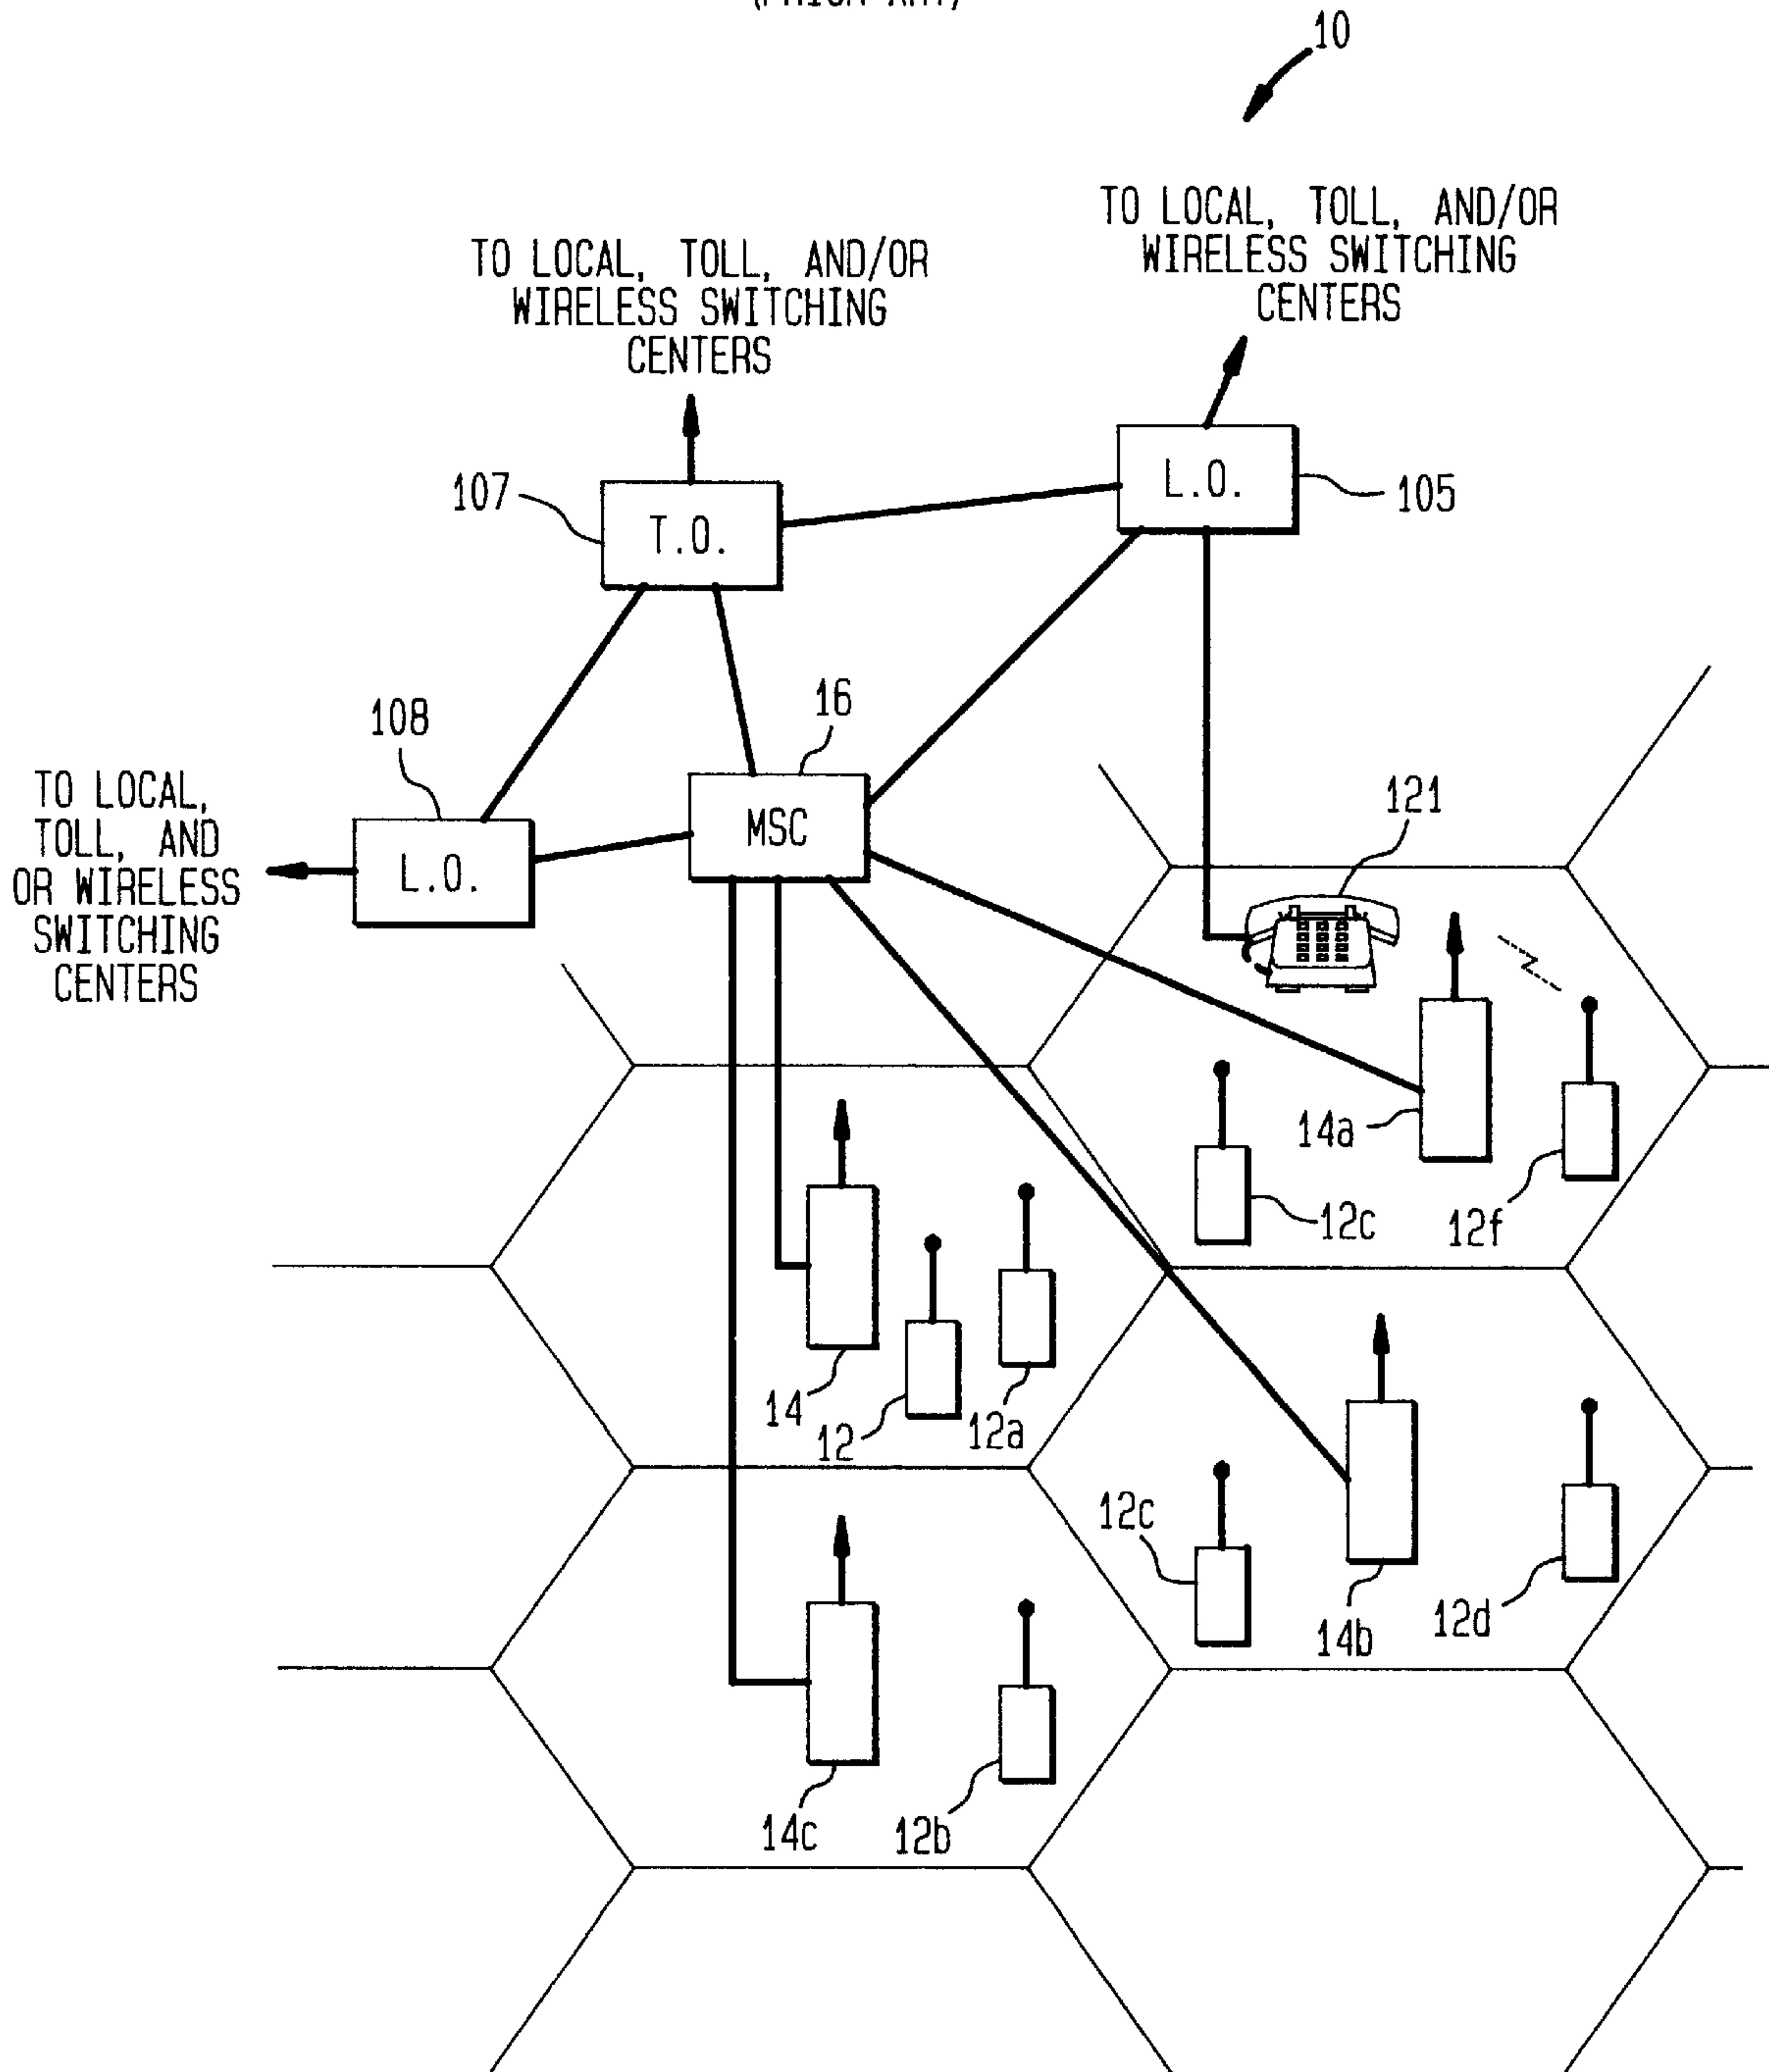 (PRIOR ART)
10
TO LOCAL, TOLL, AND/OR
WIRELESS SWITCHING
CENTERS
TO LOCAL, TOLL, AND/OR
WIRELESS SWITCHING
CENTERS
107
T.O.
L.O.
105
108
16
TO LOCAL,
TOLL, AND
OR WIRELESS
SWITCHING
CENTERS
L.O.
MSC
121
14a
12c
12f
14
12
12a
12c
14b
12d
14c
12b